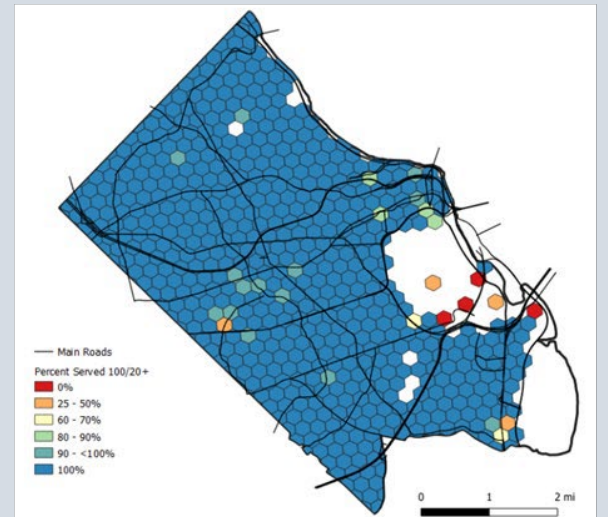 Main Roads
Percent Served 100/20+
0%
25 - 50%
60 - 70%
80 - 90%
90 - <100%
100%
0 1 2 mi